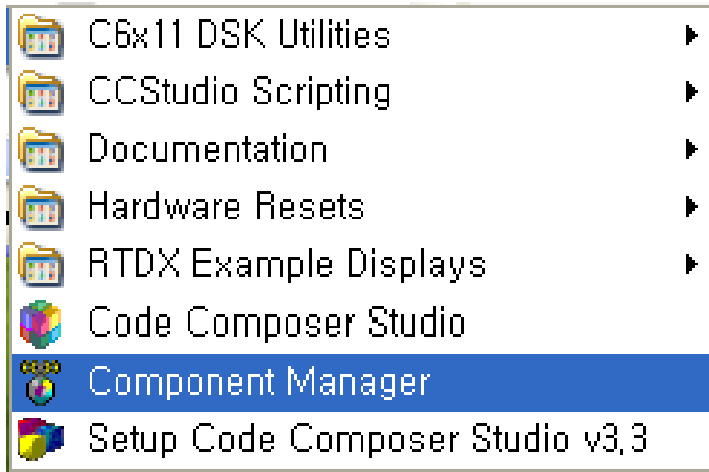 C6x11 DSK Utilities
CCStudio Scripting
Documentation
Hardware Resets
RTDX Example Displays
Code Composer Studio
Component Manager
Setup Code Composer Studio v3.3